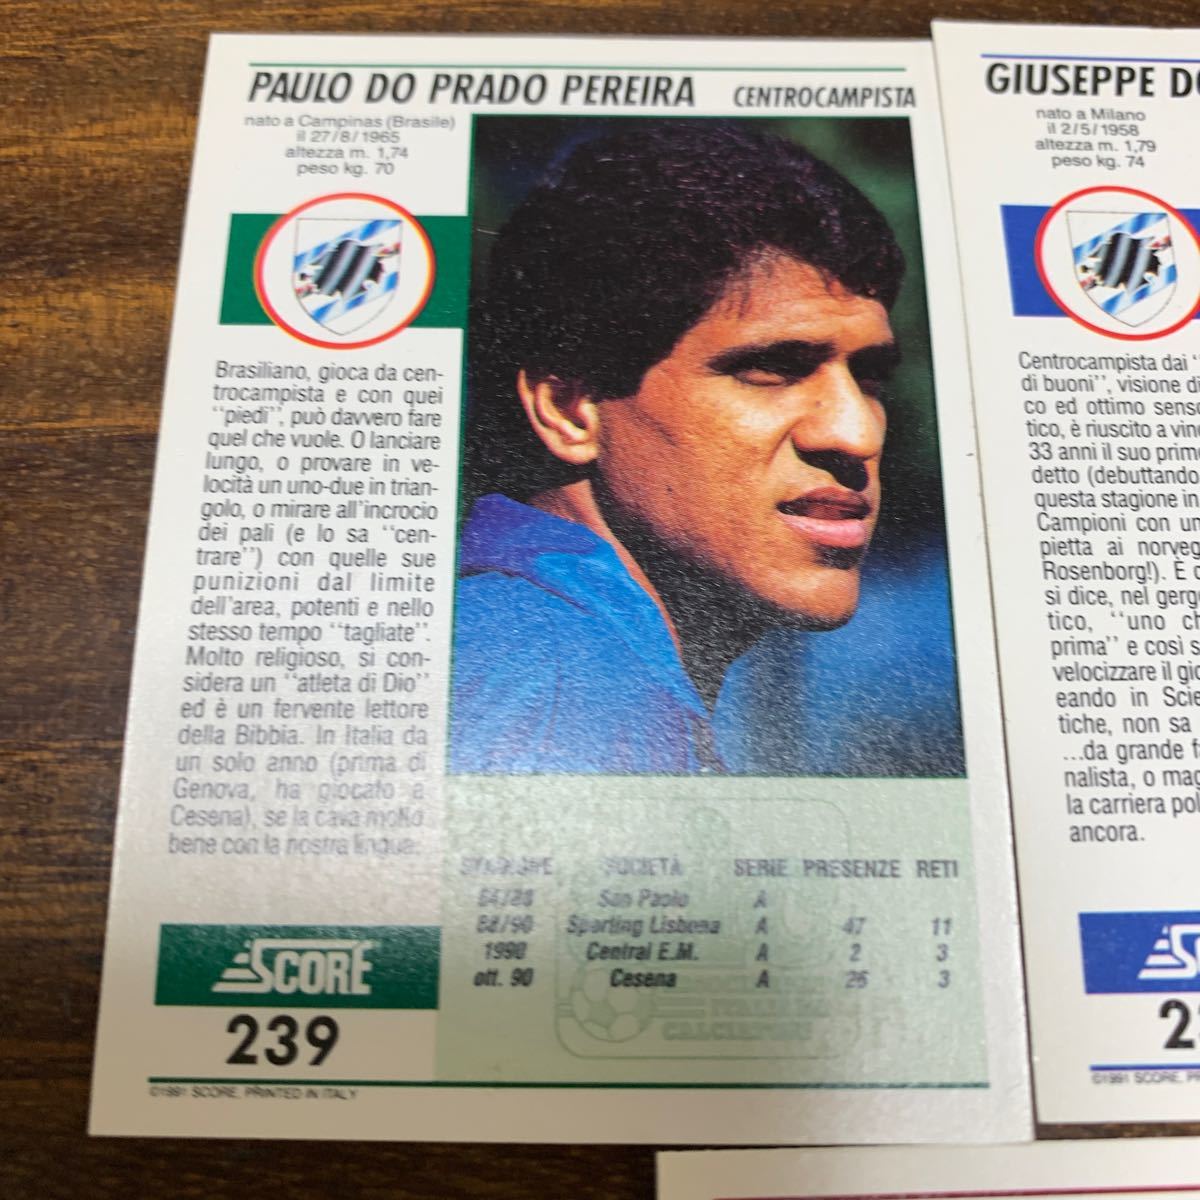 PAULO DO PRADO PEREIRA CENTROCAMPISTA
nato a Campinas (Brasile)
il 27/8/1965
altezza m. 1,74
peso kg. 70
Brasiliano, gioca da cen-
trocampista e con quei
"piedi", può davvero fare
quel che vuole. O lanciare
lungo, o provare in ve-
locità un uno-due in trian-
golo, o mirare all'incrocio
dei pali (e lo sa "cen-
trare") con quelle sue
punizioni dal limite
dell'area, potenti e nello
stesso tempo "tagliate".
Molto religioso, si con-
sidera un "atleta di Dio"
ed è un fervente lettore
della Bibbia. In Italia da
un solo anno (prima di
Genova, ha giocato a
Cesena), se la cava molto
bene con la nostra lingua.
STAGIONE SOCIETÀ SERIE PRESENZE RETI
84/88 San Paolo A
88/90 Sporting Lisbona A 47 11
1990 Central E.M. A 2 3
ott. 90 Cesena A 26 3
CALCIATORI
SCORE
239
©1991 SCORE, PRINTED IN ITALY
GIUSEPPE DO
nato a Milano
il 2/5/1958
altezza m. 1,79
peso kg. 74
Centrocampista dai "
di buoni", visione di
co ed ottimo senso
tico, è riuscito a vinc
33 anni il suo prim
detto (debuttando
questa stagione in
Campioni con un
pietta ai norveg
Rosenborg!). È c
si dice, nel gerg
tico, "uno ch
prima" e così s
velocizzare il gio
eando in Scie
tiche, non sa
...da grande f
nalista, o mag
la carriera pol
ancora.
S
2
©1991 SCORE, PR